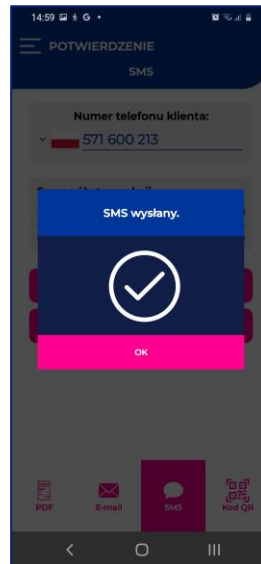 14:59 G
POTWIERDZENIE
SMS
Numer telefonu klienta:
571 600 213
SMS wysłany.
OK
PDF E-mail SMS Kod QR